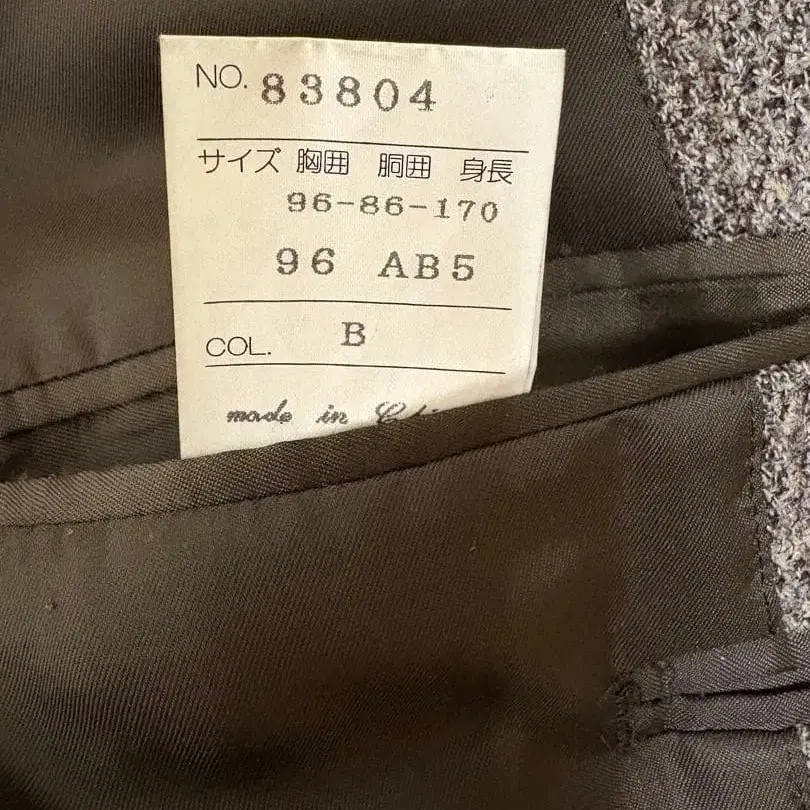 NO. 83804
サイズ 胸囲 胴囲 身長
96-86-170
96 AB5
COL. B
made in